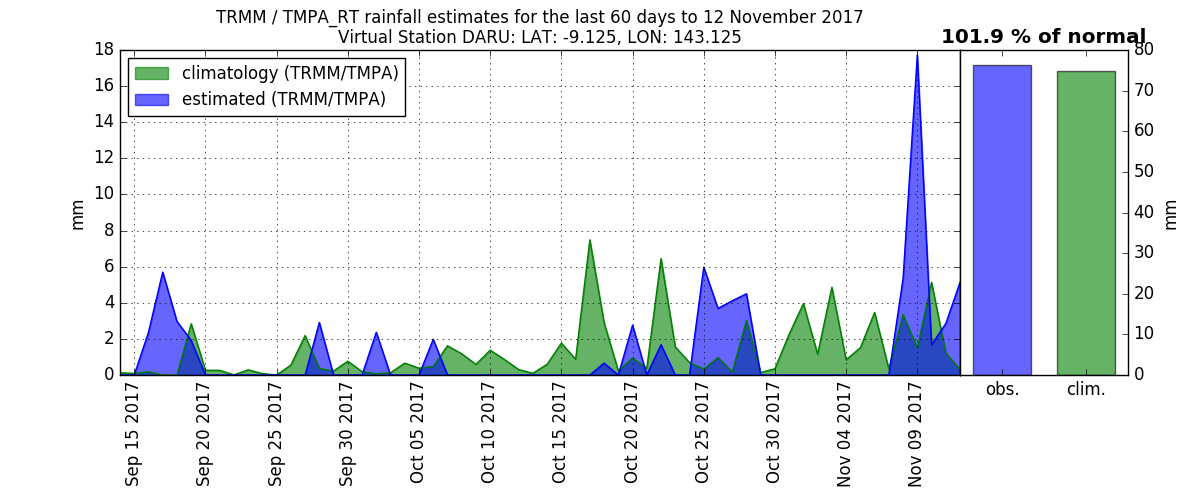 TRMM / TMPA_RT rainfall estimates for the last 60 days to 12 November 2017
Virtual Station DARU: LAT: -9.125, LON: 143.125
101.9 % of normal
climatology (TRMM/TMPA)
estimated (TRMM/TMPA)
mm
18
16
14
12
10
8
6
4
2
0
Sep 15 2017
Sep 20 2017
Sep 25 2017
Sep 30 2017
Oct 05 2017
Oct 10 2017
Oct 15 2017
Oct 20 2017
Oct 25 2017
Oct 30 2017
Nov 04 2017
Nov 09 2017
obs.
clim.
80
70
60
50
40
30
20
10
0
mm